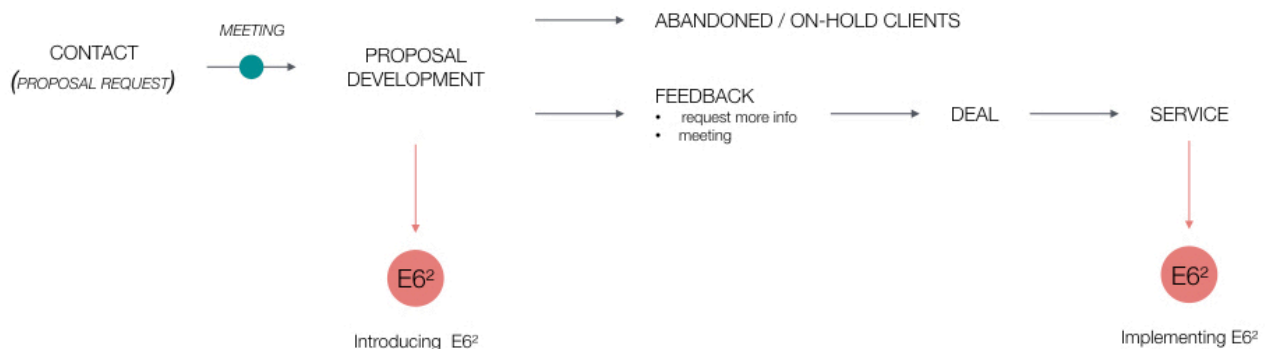 MEETING
CONTACT
(PROPOSAL REQUEST)
PROPOSAL
DEVELOPMENT
ABANDONED / ON-HOLD CLIENTS
FEEDBACK
• request more info
• meeting
DEAL
SERVICE
E6²
Introducing E6²
E6²
Implementing E6²